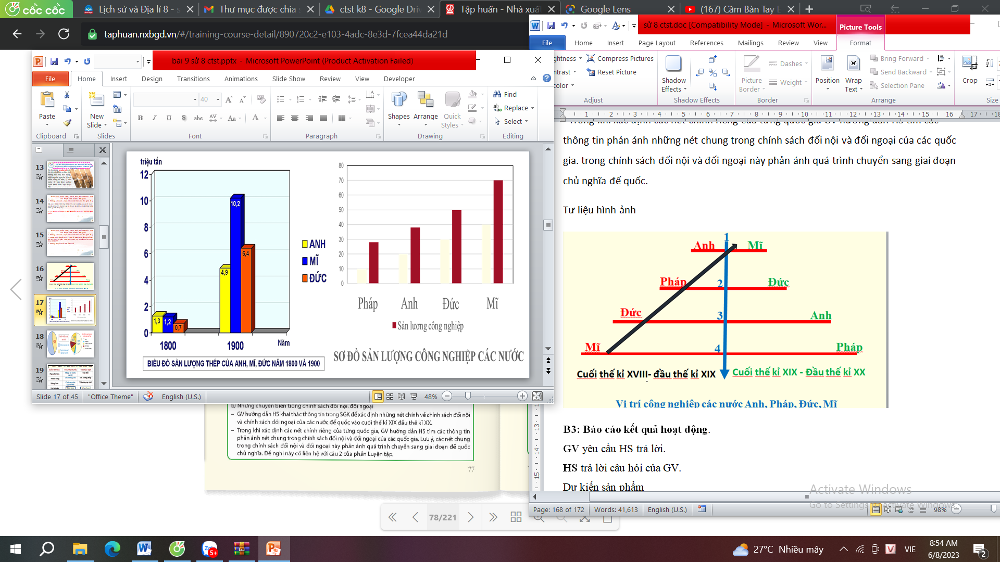 cốc cốc
Lịch sử và Địa lí 8 - s
Thư mục được chia s
ctst k8 - Google Driv
Tập huấn - Nhà xuất
Google Lens
(167) Cầm Bàn Tay E
taphuan.nxbgd.vn/#/training-course-detail/890720c2-e103-4adc-8e3d-7fcea44da21d
sử 8 ctst.doc [Compatibility Mode] - Microsoft Wor...
Picture Tools
File Home Insert Page Layout References Mailings Review View Format
ghtness Compress Pictures
ntrast Reset Picture
olor
Adjust
Shadow Effects
Shadow Effects
Picture Border
Dashes
Weight
Border
Position
Wrap Text
Bring Forward
Send Backward
Selection Pane
Arrange
Crop
Size
bài 9 sử 8 ctst.pptx - Microsoft PowerPoint (Product Activation Failed)
File Home Insert Design Transitions Animations Slide Show Review View Developer
Paste
Clipboard
New Slide
Slides
40
Font
Paragraph
Shapes Arrange Quick Styles
Drawing
Find
Replace
Select
Editing
13
14
15
16
17
18
19
triệu tấn
12
10
8
6
4
2
0
1,3
1,2
0,7
4,9
10,2
6,4
1800
1900
Năm
ANH
MĨ
ĐỨC
BIỂU ĐỒ SẢN LƯỢNG THÉP CỦA ANH, MĨ, ĐỨC NĂM 1800 VÀ 1900
80
70
60
50
40
30
20
10
0
Pháp Anh Đức Mĩ
Sản lương công nghiệp
SƠ ĐỒ SẢN LƯỢNG CÔNG NGHIỆP CÁC NƯỚC
Slide 17 of 45
"Office Theme"
English (U.S.)
48%
Trong khi xác định các nét chính riêng của từng quốc gia GV hướng dẫn HS tìm các
thông tin phản ánh những nét chung trong chính sách đối nội và đối ngoại của các quốc
gia. trong chính sách đối nội và đối ngoại này phản ánh quá trình chuyển sang giai đoạn
chủ nghĩa đế quốc.
Tư liệu hình ảnh
Anh 1 Mĩ
Pháp 2 Đức
Đức 3 Anh
Mĩ 4 Pháp
Cuối thế kỉ XVIII- đầu thế kỉ XIX
Cuối thế kỉ XIX - Đầu thế kỉ XX
Vị trí công nghiệp các nước Anh, Pháp, Đức, Mĩ
B3: Báo cáo kết quả hoạt động.
GV yêu cầu HS trả lời.
HS trả lời câu hỏi của GV.
Dự kiến sản phẩm
b) Những chuyển biến trong chính sách đối nội, đối ngoại
– GV hướng dẫn HS khai thác thông tin trong SGK để xác định những nét chính về chính sách đối nội
và chính sách đối ngoại của các nước đế quốc vào cuối thế kỉ XIX đầu thế kỉ XX.
– Trong khi xác định các nét chính riêng của từng quốc gia, GV hướng dẫn HS tìm các thông tin
phản ánh nét chung trong chính sách đối nội và đối ngoại của các quốc gia. Lưu ý, các nét chung
trong chính sách đối nội và đối ngoại này phản ánh quá trình chuyển sang giai đoạn đế quốc
chủ nghĩa. Đề nghị này có liên hệ với câu 2 của phần Luyện tập.
77
78/221
Activate Windows
Go to Settings to activate Windows.
Page: 168 of 172
Words: 41,613
English (U.S.)
98%
5+
27°C Nhiều mây
VIE
8:54 AM
6/8/2023
2